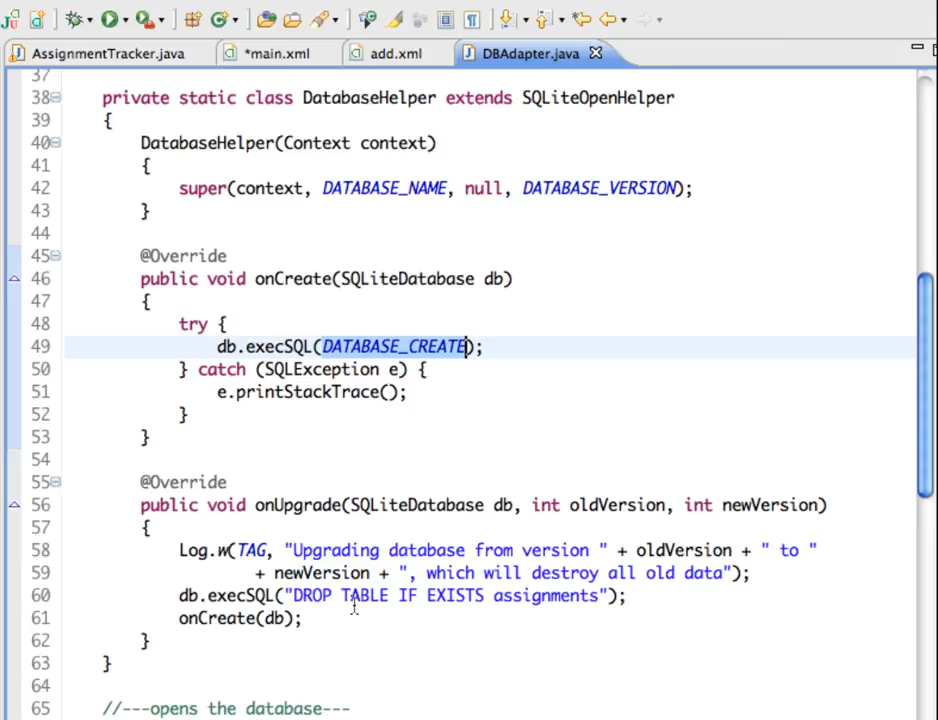 AssignmentTracker.java *main.xml add.xml DBAdapter.java
37
38 private static class DatabaseHelper extends SQLiteOpenHelper
39 {
40 DatabaseHelper(Context context)
41 {
42 super(context, DATABASE_NAME, null, DATABASE_VERSION);
43 }
44
45 @Override
46 public void onCreate(SQLiteDatabase db)
47 {
48 try {
49 db.execSQL(DATABASE_CREATE);
50 } catch (SQLException e) {
51 e.printStackTrace();
52 }
53 }
54
55 @Override
56 public void onUpgrade(SQLiteDatabase db, int oldVersion, int newVersion)
57 {
58 Log.w(TAG, "Upgrading database from version " + oldVersion + " to "
59 + newVersion + ", which will destroy all old data");
60 db.execSQL("DROP TABLE IF EXISTS assignments");
61 onCreate(db);
62 }
63 }
64
65 //---opens the database---